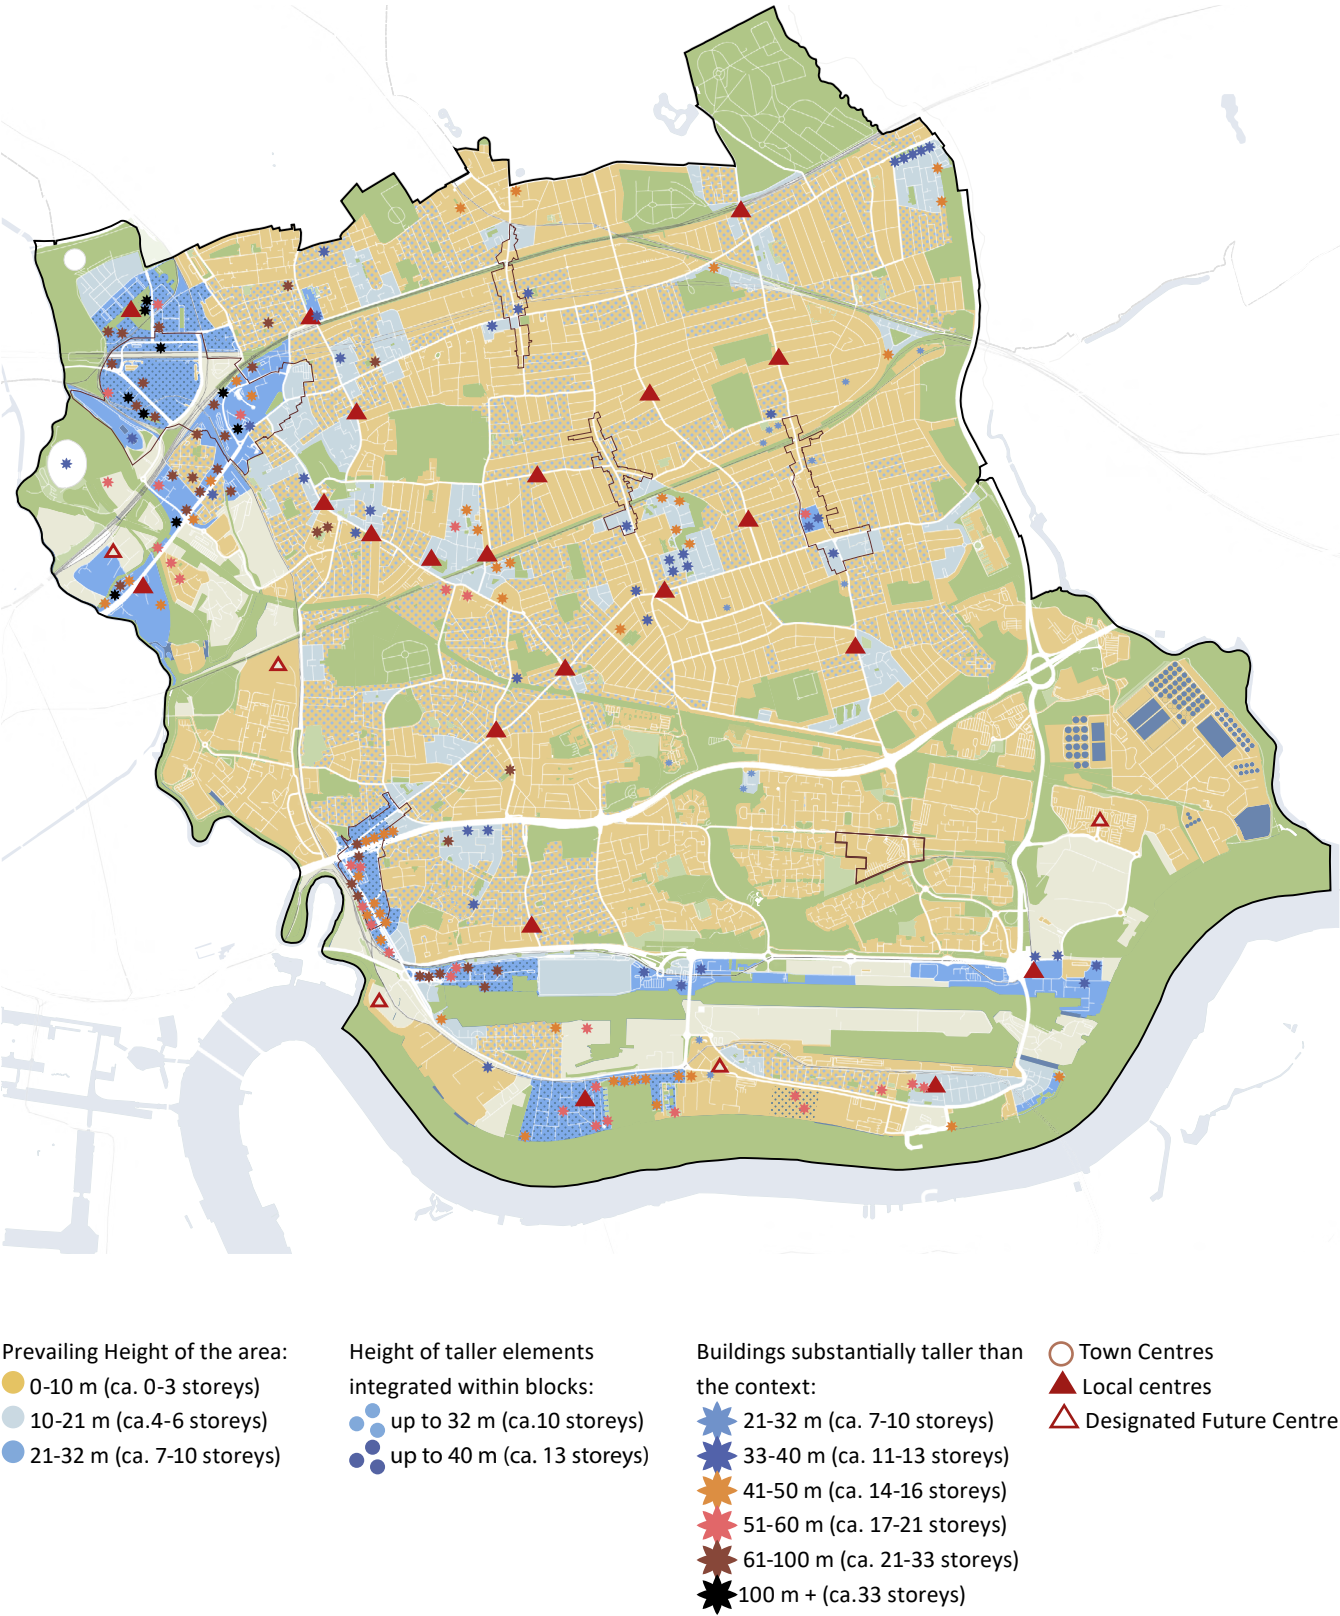 Prevailing Height of the area:
0-10 m (ca. 0-3 storeys)
10-21 m (ca.4-6 storeys)
21-32 m (ca. 7-10 storeys)
Height of taller elements
integrated within blocks:
up to 32 m (ca.10 storeys)
up to 40 m (ca. 13 storeys)
Buildings substantially taller than
the context:
21-32 m (ca. 7-10 storeys)
33-40 m (ca. 11-13 storeys)
41-50 m (ca. 14-16 storeys)
51-60 m (ca. 17-21 storeys)
61-100 m (ca. 21-33 storeys)
100 m + (ca.33 storeys)
Town Centres
Local centres
Designated Future Centre